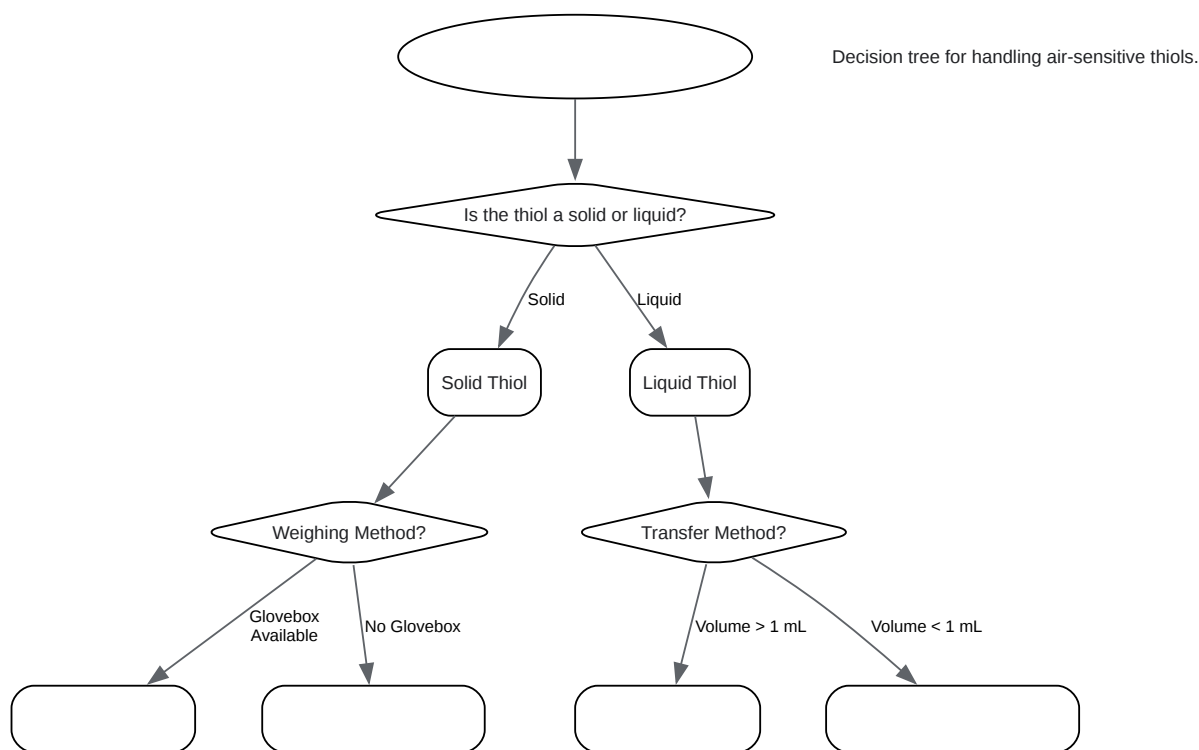 Decision tree for handling air-sensitive thiols.
Is the thiol a solid or liquid?
Solid
Liquid
Solid Thiol
Liquid Thiol
Weighing Method?
Transfer Method?
Glovebox
Available
No Glovebox
Volume > 1 mL
Volume < 1 mL